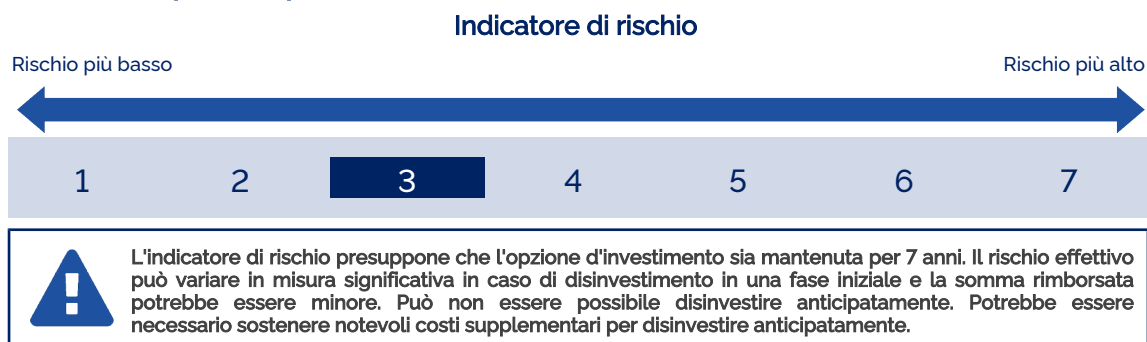 Indicatore di rischio
Rischio più basso
Rischio più alto
1 2 3 4 5 6 7
L'indicatore di rischio presuppone che l'opzione d'investimento sia mantenuta per 7 anni. Il rischio effettivo
può variare in misura significativa in caso di disinvestimento in una fase iniziale e la somma rimborsata
potrebbe essere minore. Può non essere possibile disinvestire anticipatamente. Potrebbe essere
necessario sostenere notevoli costi supplementari per disinvestire anticipatamente.